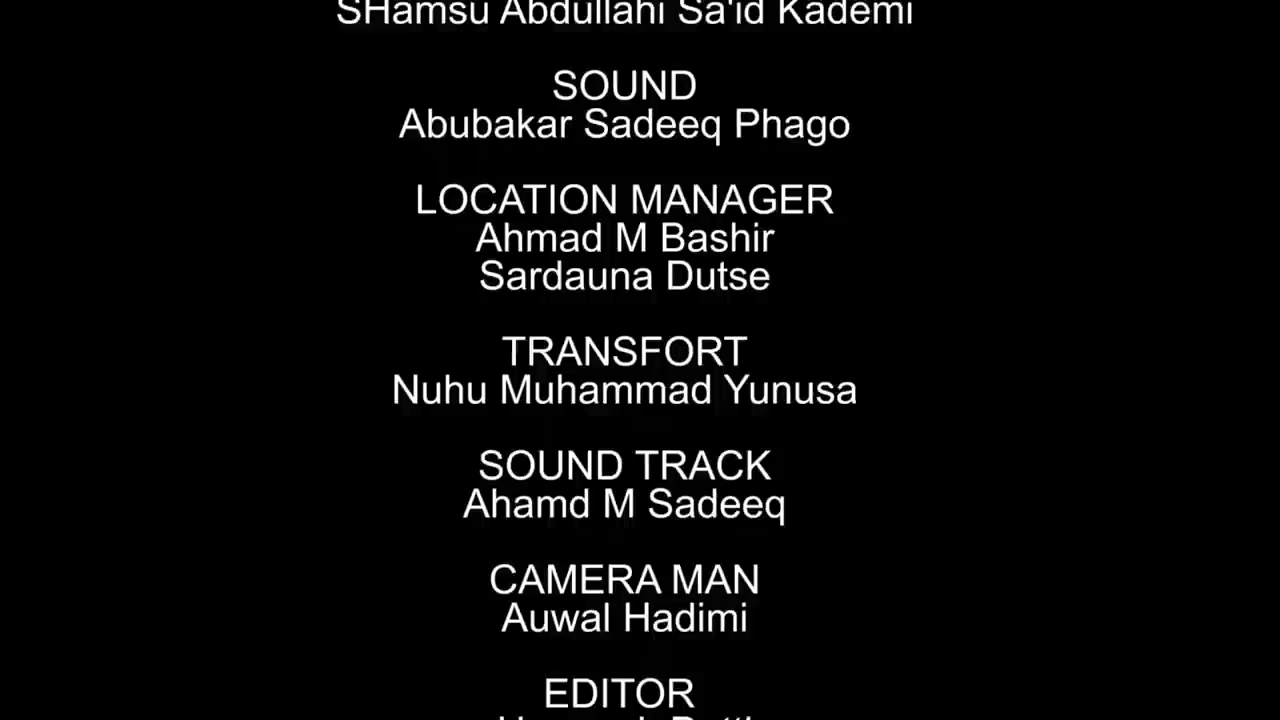 SHamsu Abdullahi Sa'id Kademi
SOUND
Abubakar Sadeeq Phago
LOCATION MANAGER
Ahmad M Bashir
Sardauna Dutse
TRANSFORT
Nuhu Muhammad Yunusa
SOUND TRACK
Ahamd M Sadeeq
CAMERA MAN
Auwal Hadimi
EDITOR